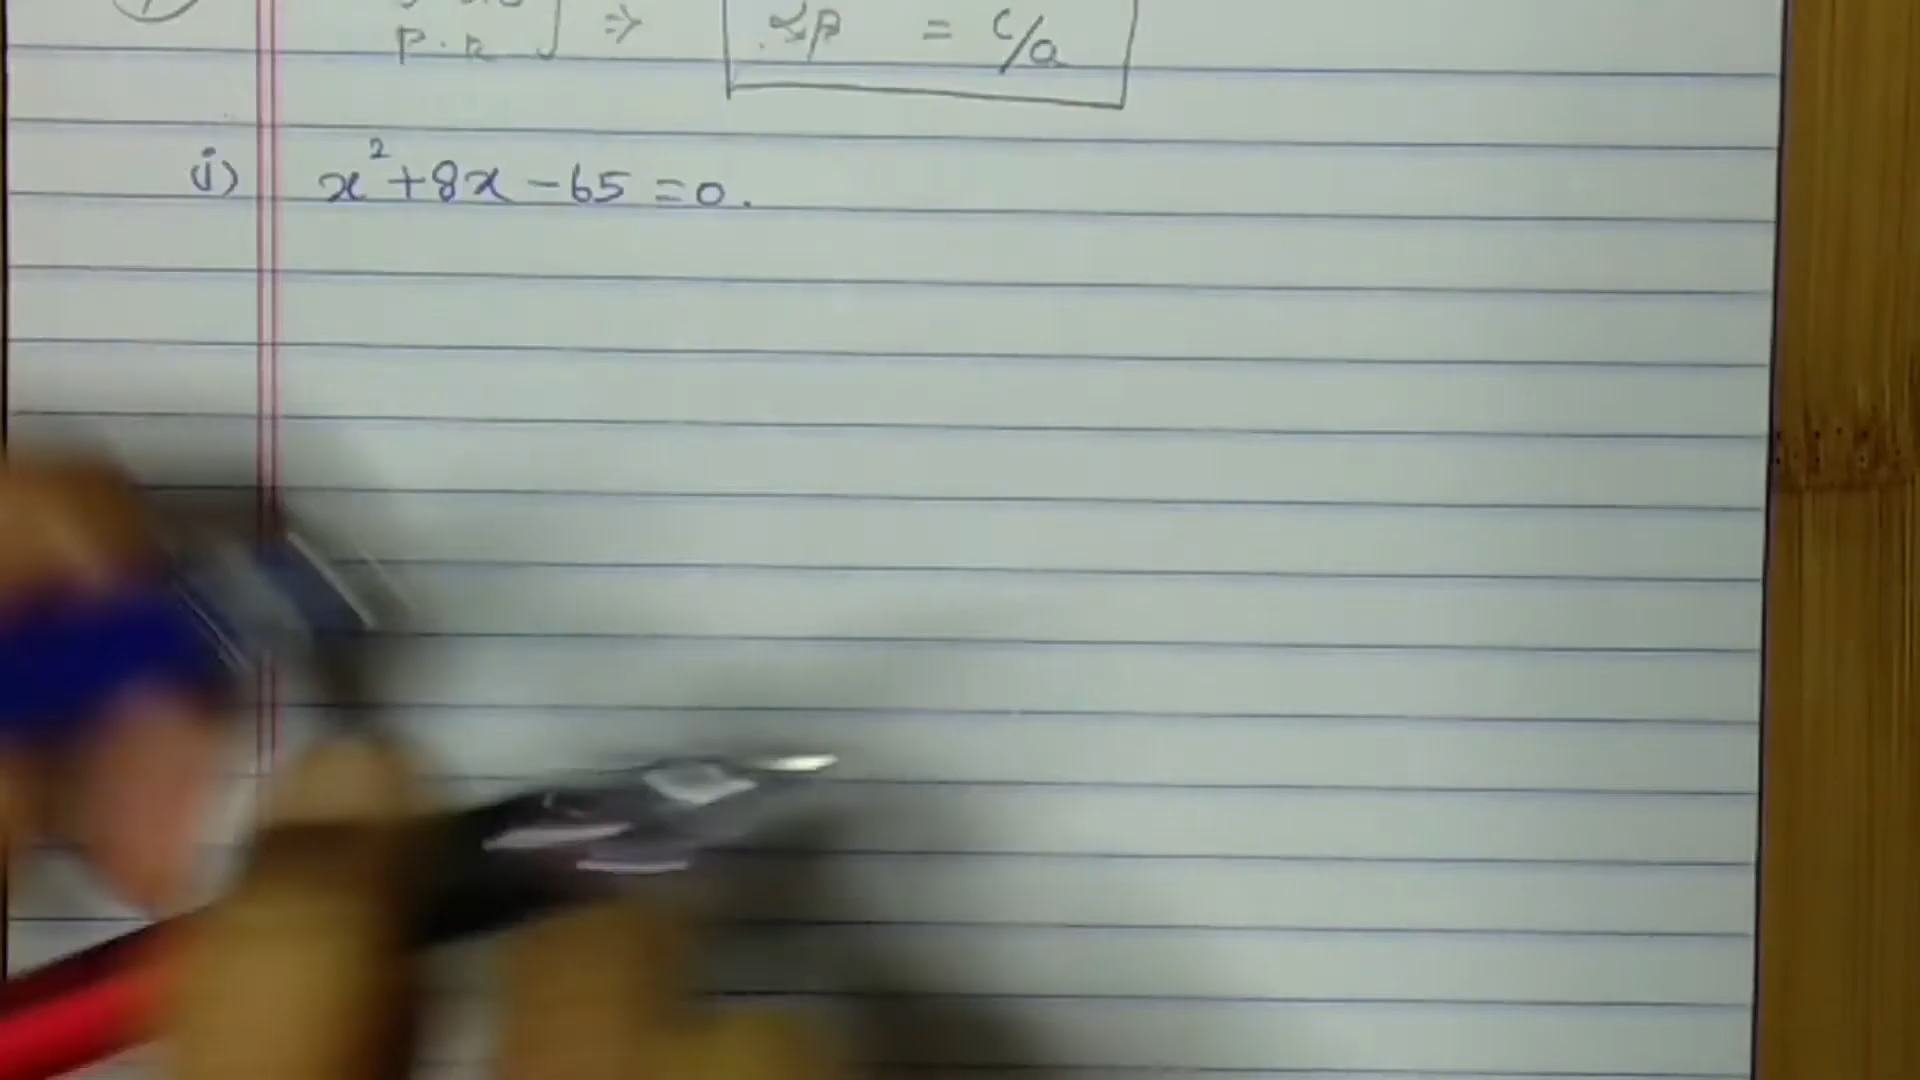 P.R ] ⇒ αβ = c/a
(i) x² + 8x - 65 = 0.